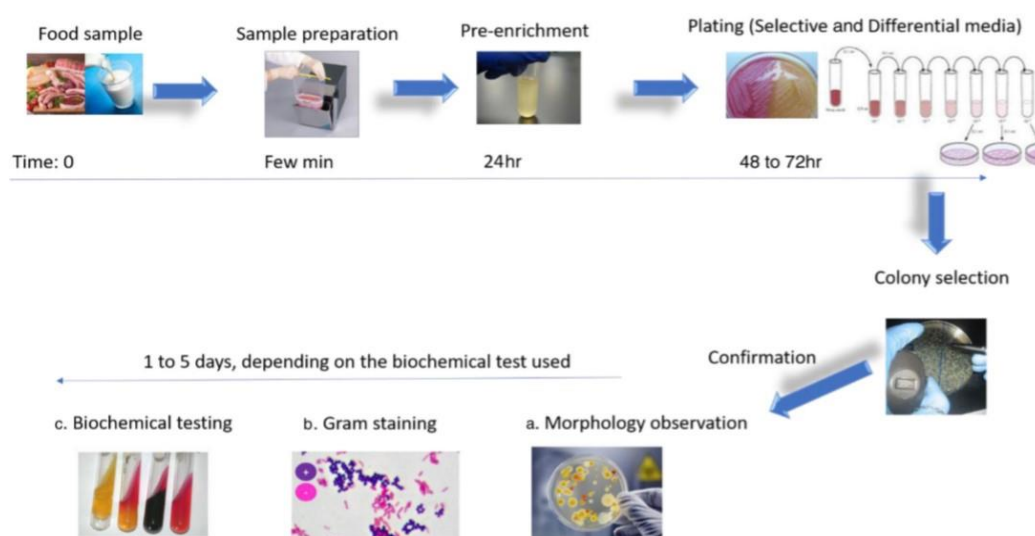 Food sample
Sample preparation
Pre-enrichment
Plating (Selective and Differential media)
Time: 0
Few min
24hr
48 to 72hr
Colony selection
Confirmation
1 to 5 days, depending on the biochemical test used
c. Biochemical testing
b. Gram staining
a. Morphology observation